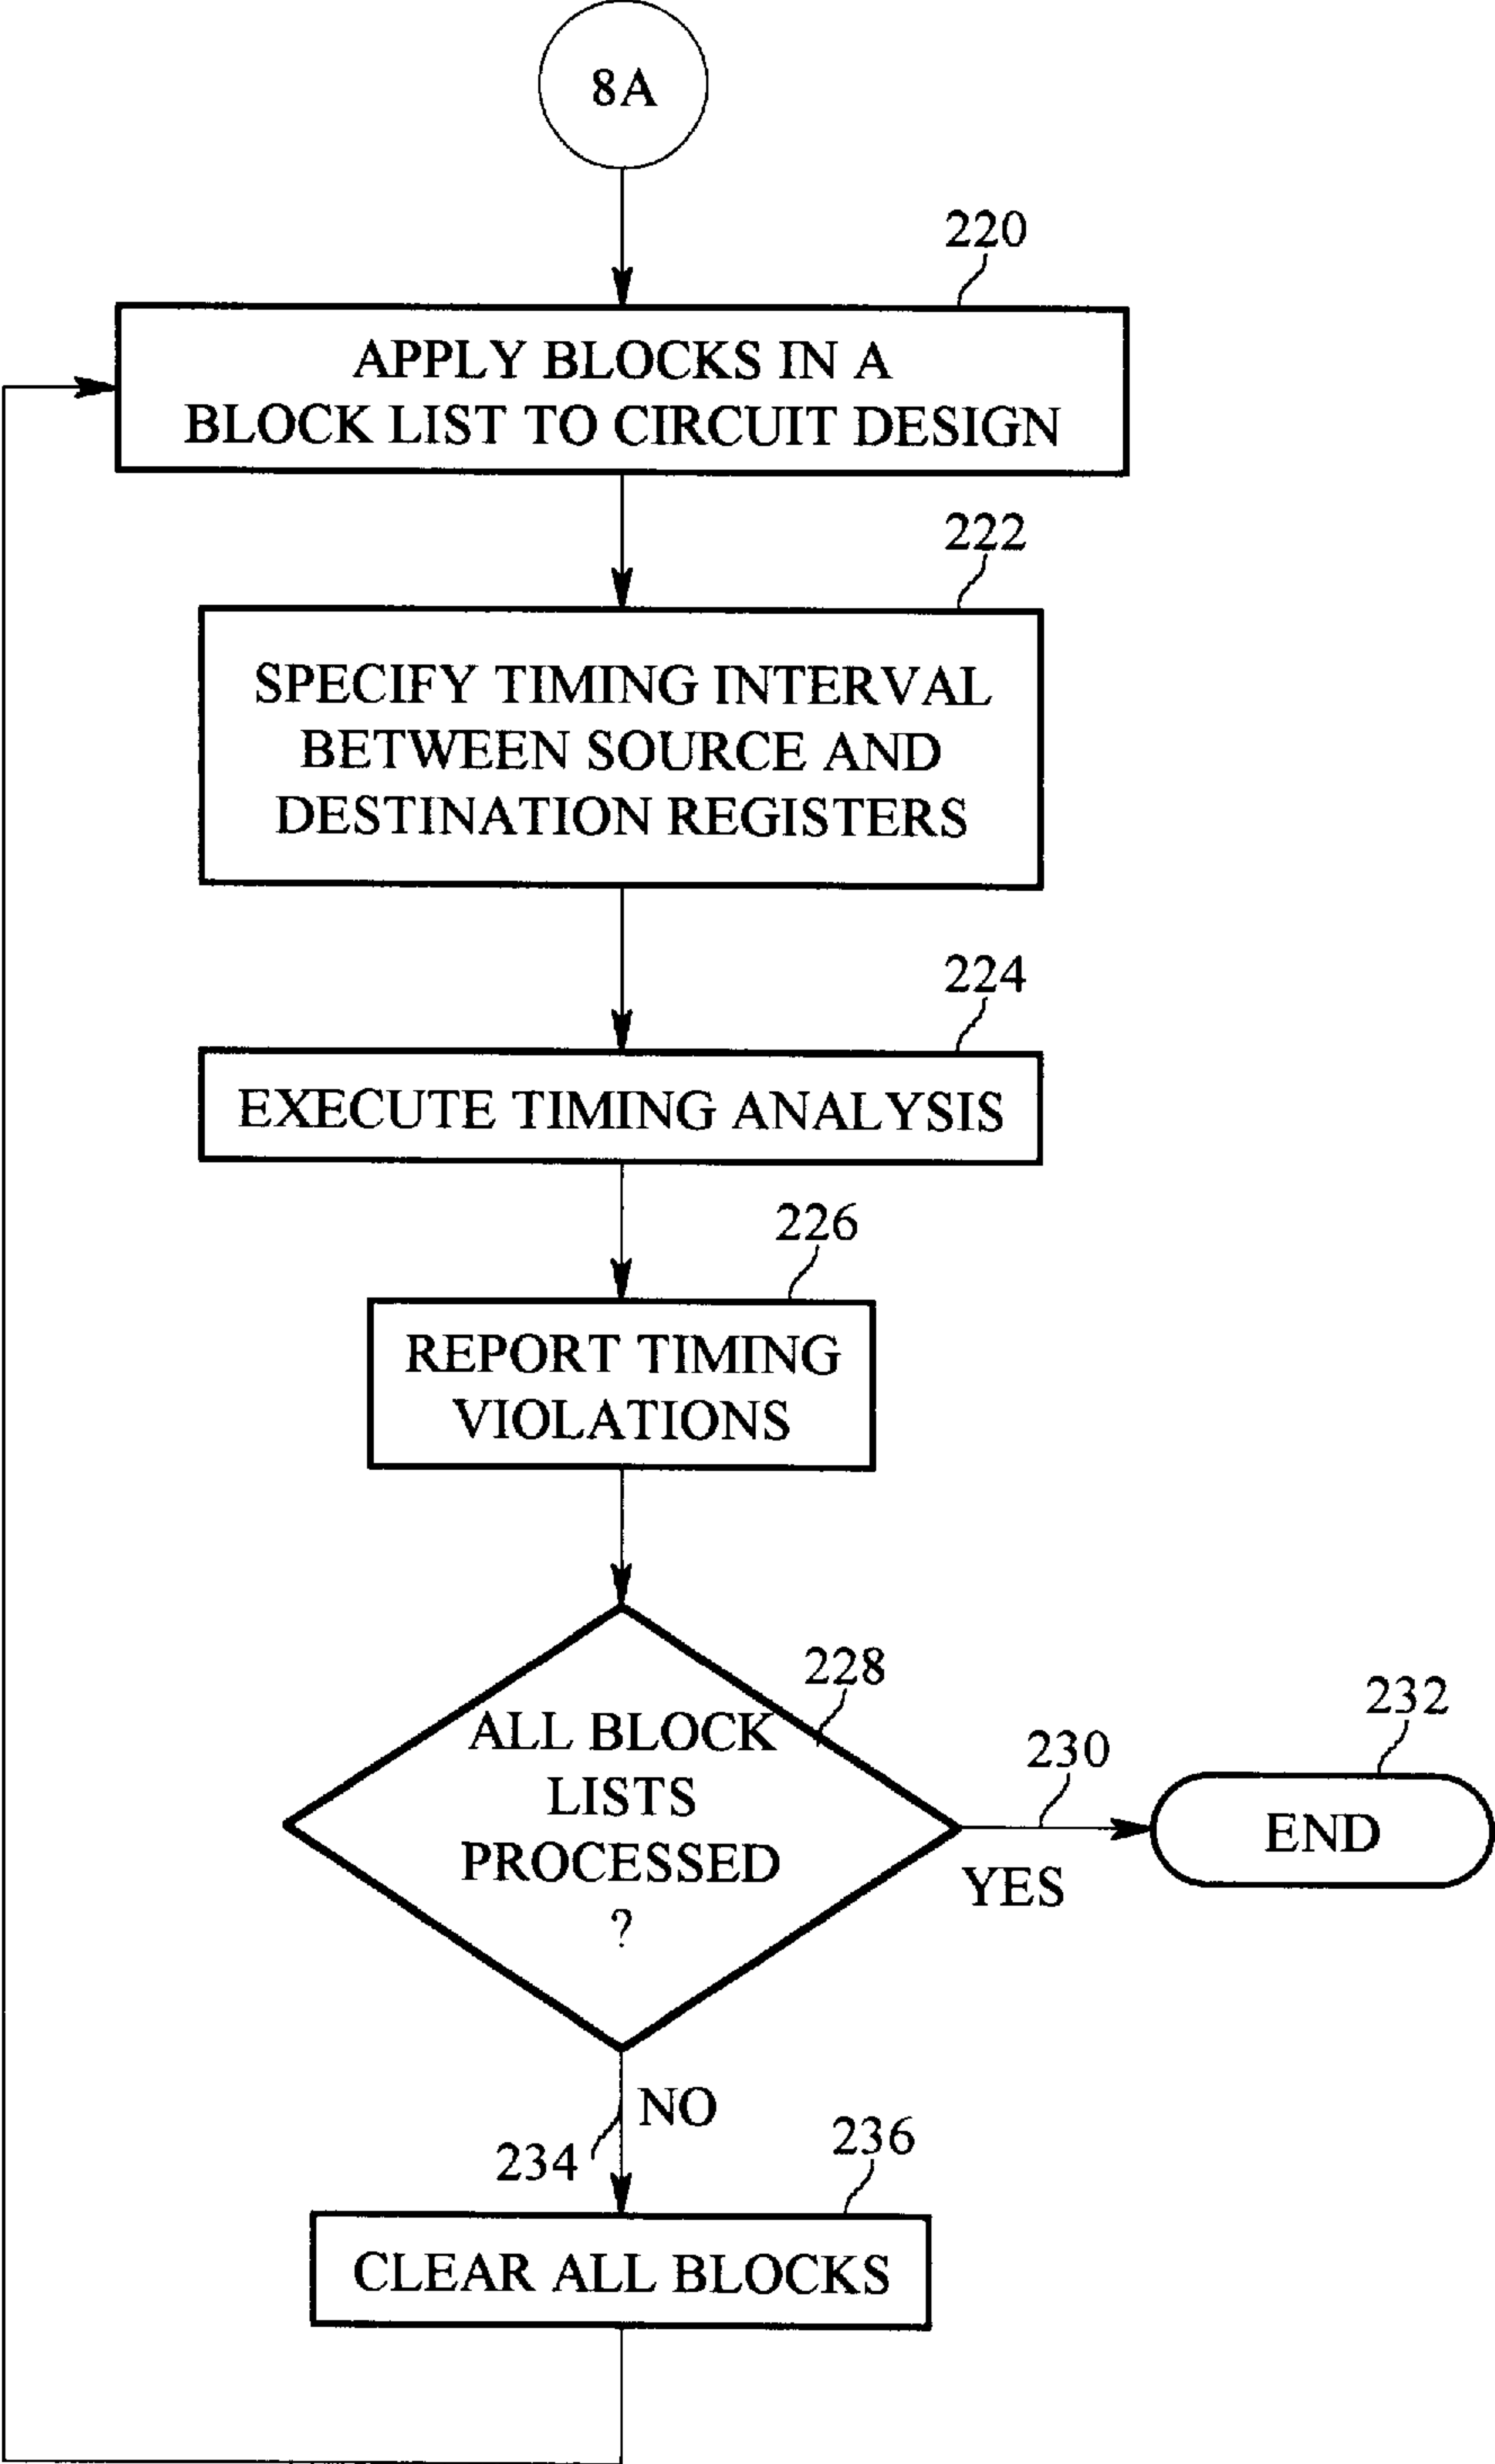 8A
220
APPLY BLOCKS IN A
BLOCK LIST TO CIRCUIT DESIGN
222
SPECIFY TIMING INTERVAL
BETWEEN SOURCE AND
DESTINATION REGISTERS
224
EXECUTE TIMING ANALYSIS
226
REPORT TIMING
VIOLATIONS
228
ALL BLOCK
LISTS
PROCESSED
?
230
YES
232
END
NO
234
236
CLEAR ALL BLOCKS